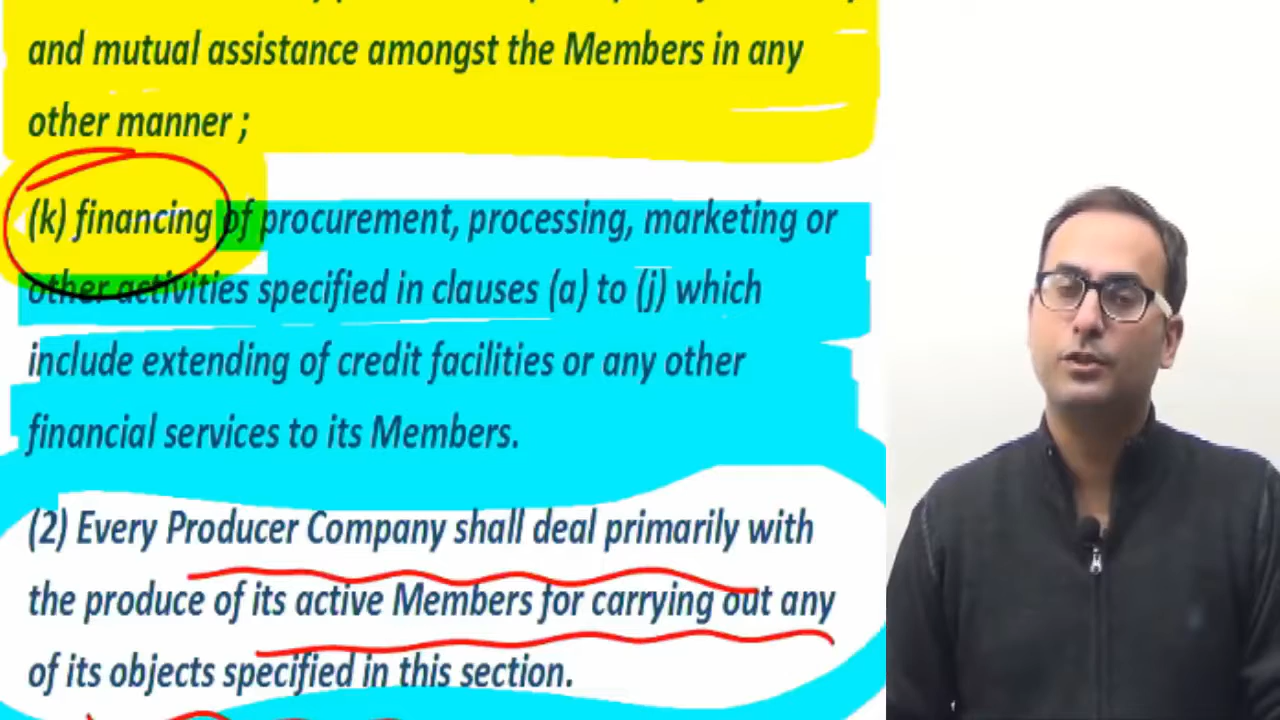 and mutual assistance amongst the Members in any
other manner ;
(k) financing of procurement, processing, marketing or
other activities specified in clauses (a) to (j) which
include extending of credit facilities or any other
financial services to its Members.
(2) Every Producer Company shall deal primarily with
the produce of its active Members for carrying out any
of its objects specified in this section.